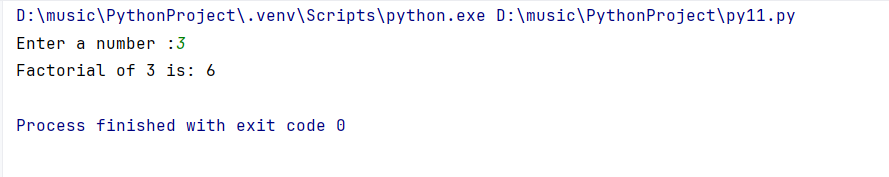 D:\music\PythonProject\.venv\Scripts\python.exe D:\music\PythonProject\py11.py
Enter a number :3
Factorial of 3 is: 6
Process finished with exit code 0